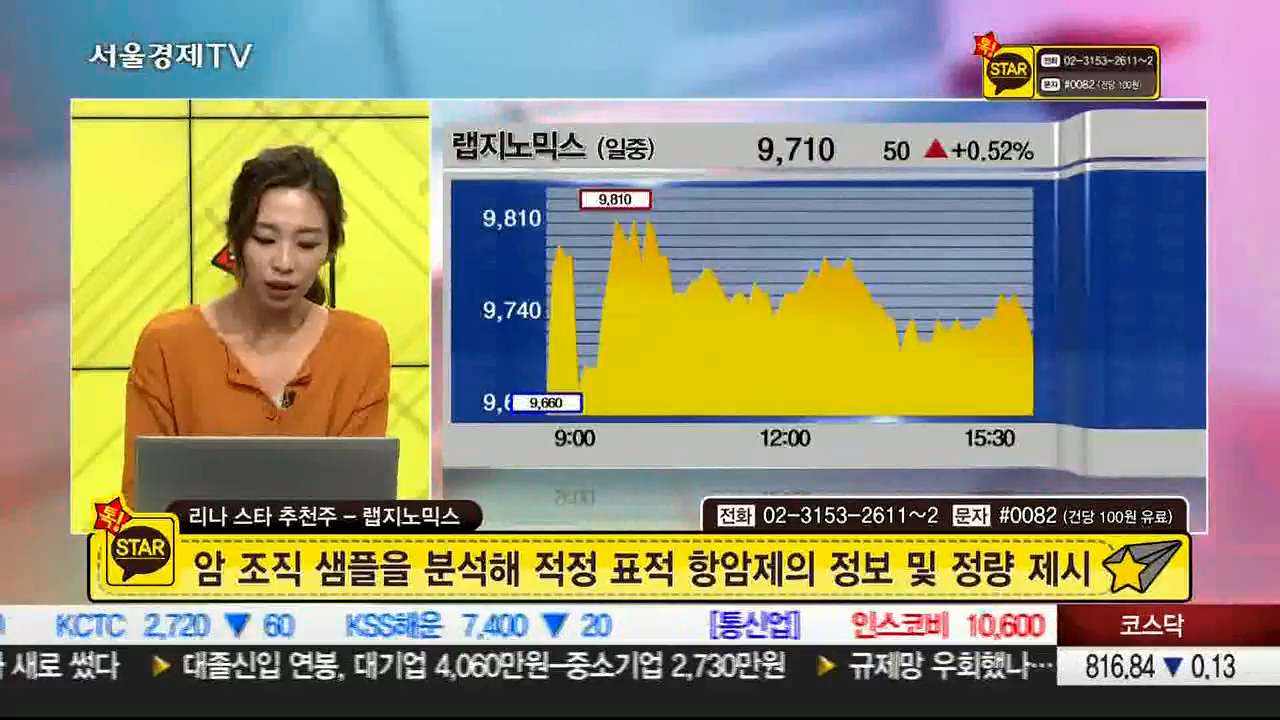 서울경제TV
톡!
STAR
전화 02-3153-2611~2
문자 #0082 (건당 100원)
랩지노믹스 (일중) 9,710 50 ▲+0.52%
9,810
9,810
9,740
9,660
9:00 12:00 15:30
리나 스타 추천주 - 랩지노믹스
전화 02-3153-2611~2 문자 #0082 (건당 100원 유료)
톡!
STAR
암 조직 샘플을 분석해 적정 표적 항암제의 정보 및 정량 제시
KCTC 2,720 ▼ 60 KSS해운 7,400 ▼ 20 [통신업] 인스코비 10,600
코스닥
새로 썼다 ▶ 대졸신입 연봉, 대기업 4,060만원-중소기업 2,730만원 ▶ 규제망 우회했나…
816.84 ▼ 0.13